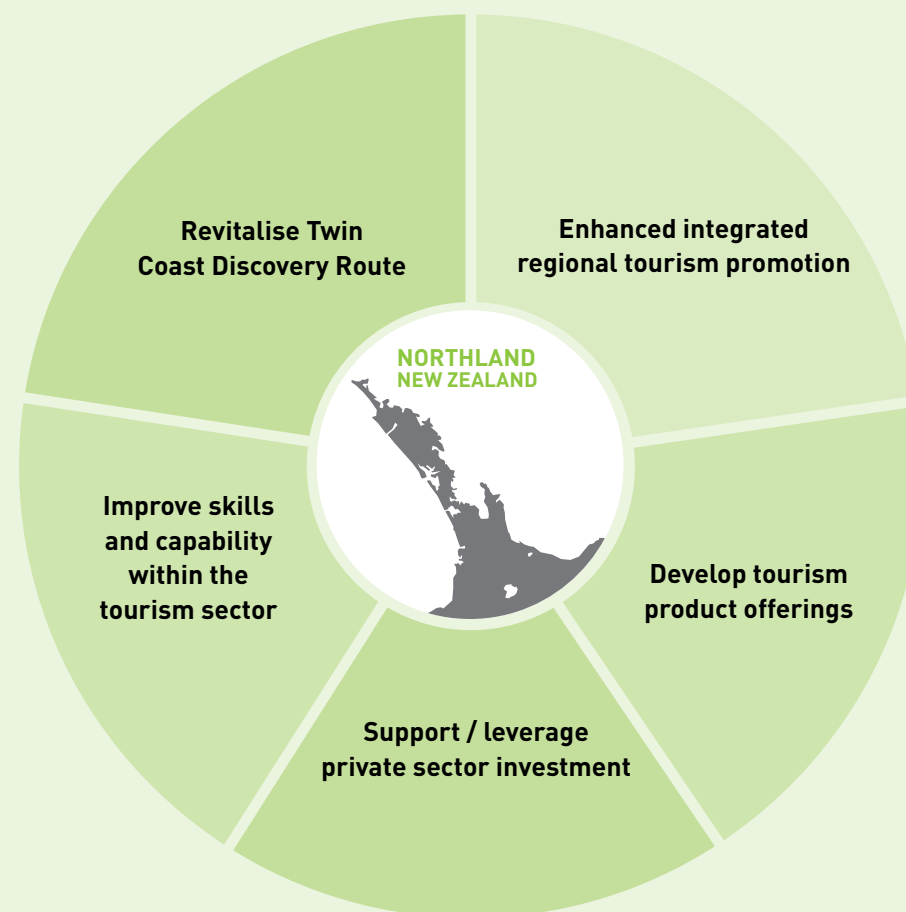 Revitalise Twin
Coast Discovery Route
Enhanced integrated
regional tourism promotion
NORTHLAND
NEW ZEALAND
Improve skills
and capability
within the
tourism sector
Develop tourism
product offerings
Support / leverage
private sector investment